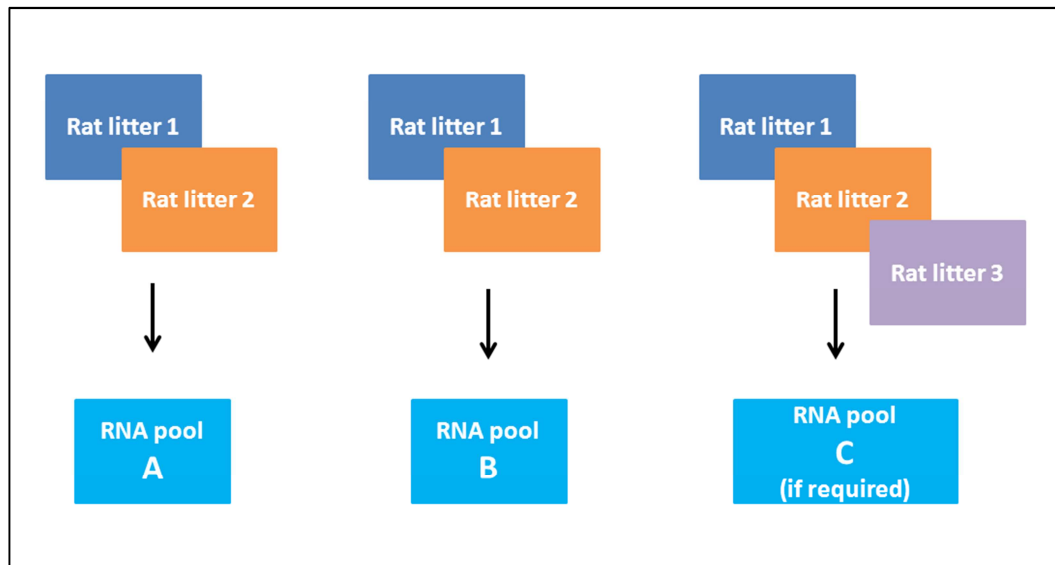 Rat litter 1
Rat litter 2
Rat litter 1
Rat litter 2
Rat litter 1
Rat litter 2
Rat litter 3
RNA pool
A
RNA pool
B
RNA pool
C
(if required)